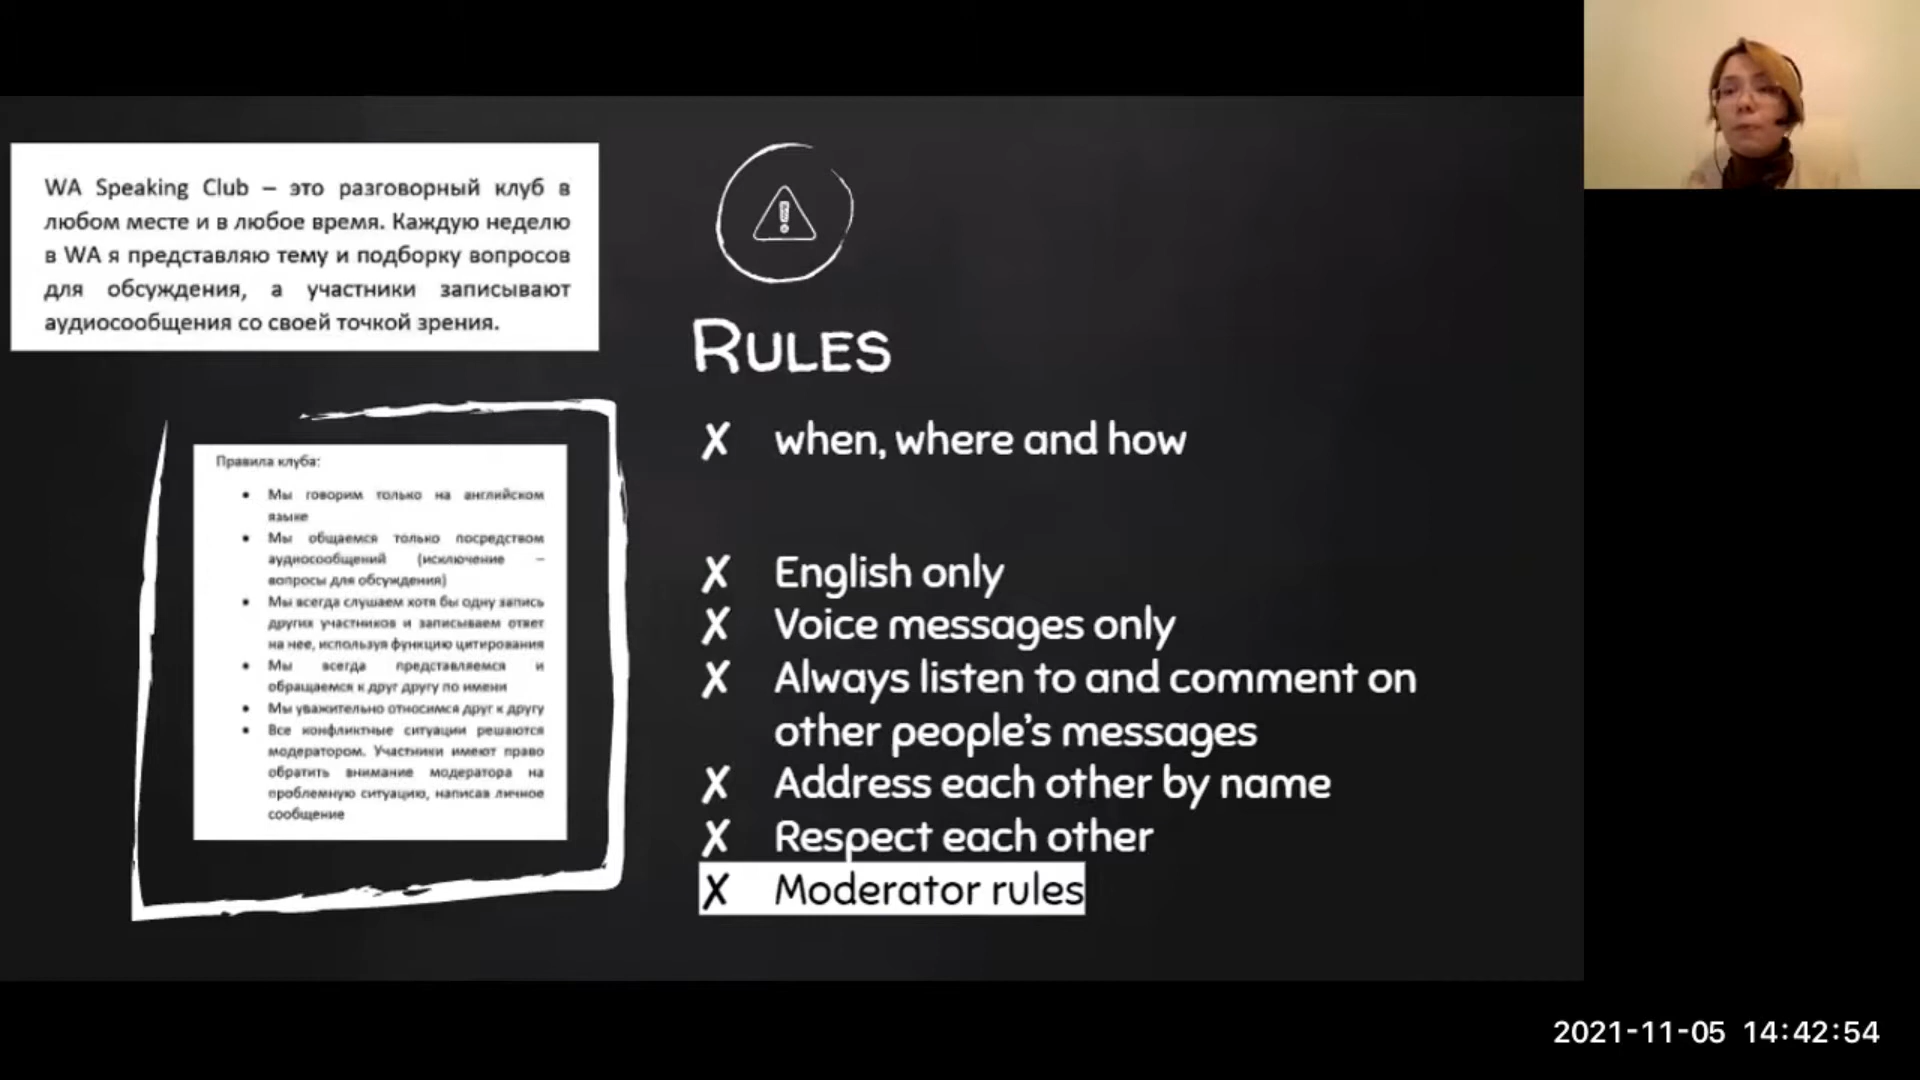 WA Speaking Club – это разговорный клуб в
любом месте и в любое время. Каждую неделю
в WA я представляю тему и подборку вопросов
для обсуждения, а участники записывают
аудиосообщения со своей точкой зрения.
Правила клуба:
• Мы говорим только на английском
языке
• Мы общаемся только посредством
аудиосообщений (исключение –
вопросы для обсуждения)
• Мы всегда слушаем хотя бы одну запись
других участников и записываем ответ
на нее, используя функцию цитирования
• Мы всегда представляемся и
обращаемся к друг другу по имени
• Мы уважительно относимся друг к другу
• Все конфликтные ситуации решаются
модератором. Участники имеют право
обратить внимание модератора на
проблемную ситуацию, написав личное
сообщение
RULES
✗ when, where and how
✗ English only
✗ Voice messages only
✗ Always listen to and comment on
other people’s messages
✗ Address each other by name
✗ Respect each other
✗ Moderator rules
2021-11-05 14:42:54